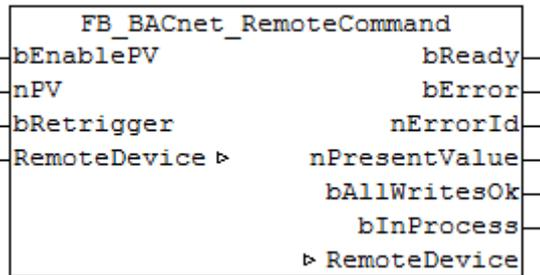 FB_BACnet_RemoteCommand
bEnablePV bReady
nPV bError
bRetrigger nErrorId
RemoteDevice ▷ nPresentValue
bAllWritesOk
bInProcess
▷ RemoteDevice